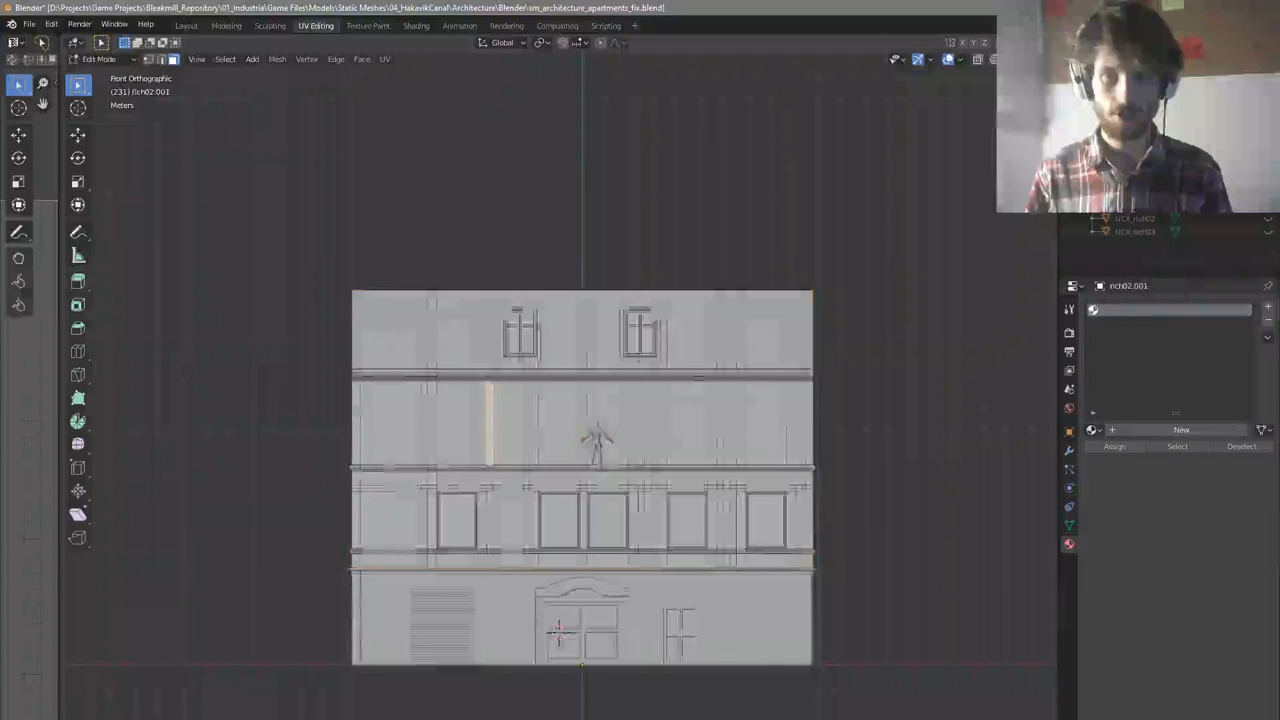 Blender* [D:\Projects\Game Projects\Bleakmill_Repository\01_Industria\Game Files\Models\Static Meshes\04_HakavikCanal-Architecture\Blender\sm_architecture_apartments_fix.blend]
File Edit Render Window Help Layout Modeling Sculpting UV Editing Texture Paint Shading Animation Rendering Compositing Scripting
Global X Y Z
Edit Mode View Select Add Mesh Vertex Edge Face UV
Front Orthographic
(231) rich02.001
Meters
UCX_rich02
UCX_rich03
rich02.001
New
Assign Select Deselect